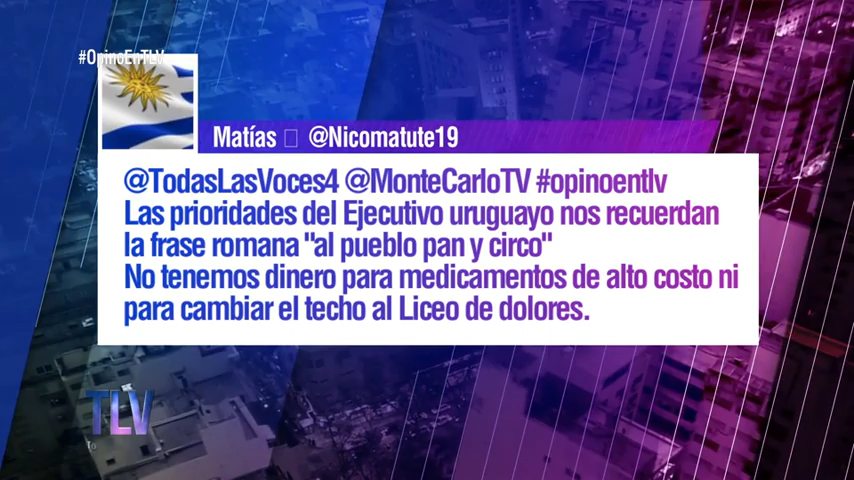 #OpinoEnTLV
Matías @Nicomatute19
@TodasLasVoces4 @MonteCarloTV #opinoentlv
Las prioridades del Ejecutivo uruguayo nos recuerdan
la frase romana "al pueblo pan y circo"
No tenemos dinero para medicamentos de alto costo ni
para cambiar el techo al Liceo de dolores.
TLV
To